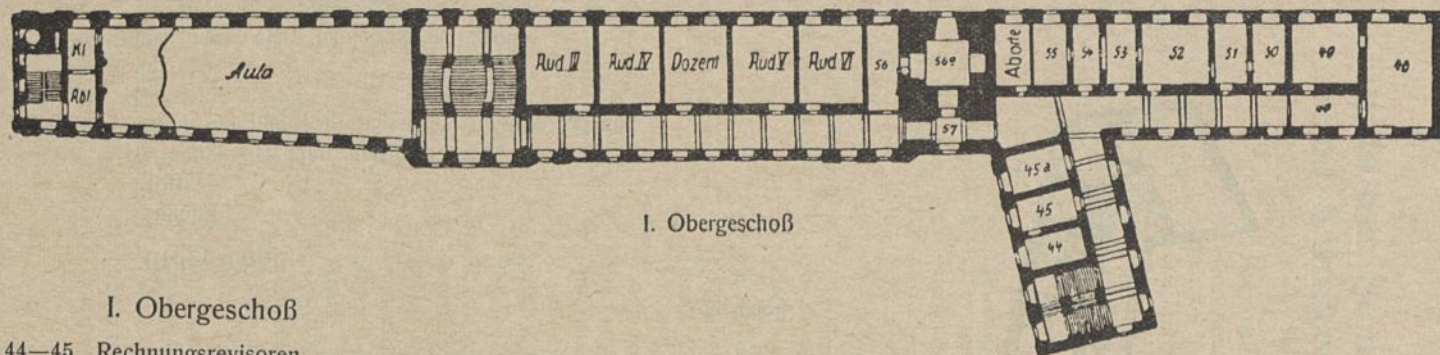 Kl
Rbl
Aula
Aud III
Aud. IV
Dozent
Aud V
Aud. VI
56
56a
57
Aborte
55
54
53
52
51
50
49
49
48
45a
45
44
I. Obergeschoß
I. Obergeschoß
44—45 Rechnungsrevisoren